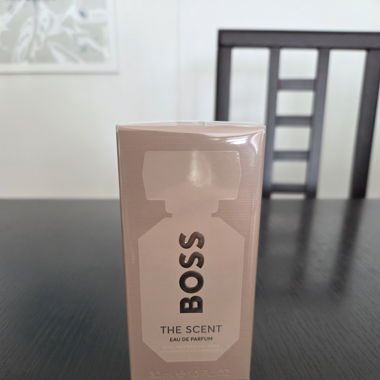 BOSS
THE SCENT
EAU DE PARFUM